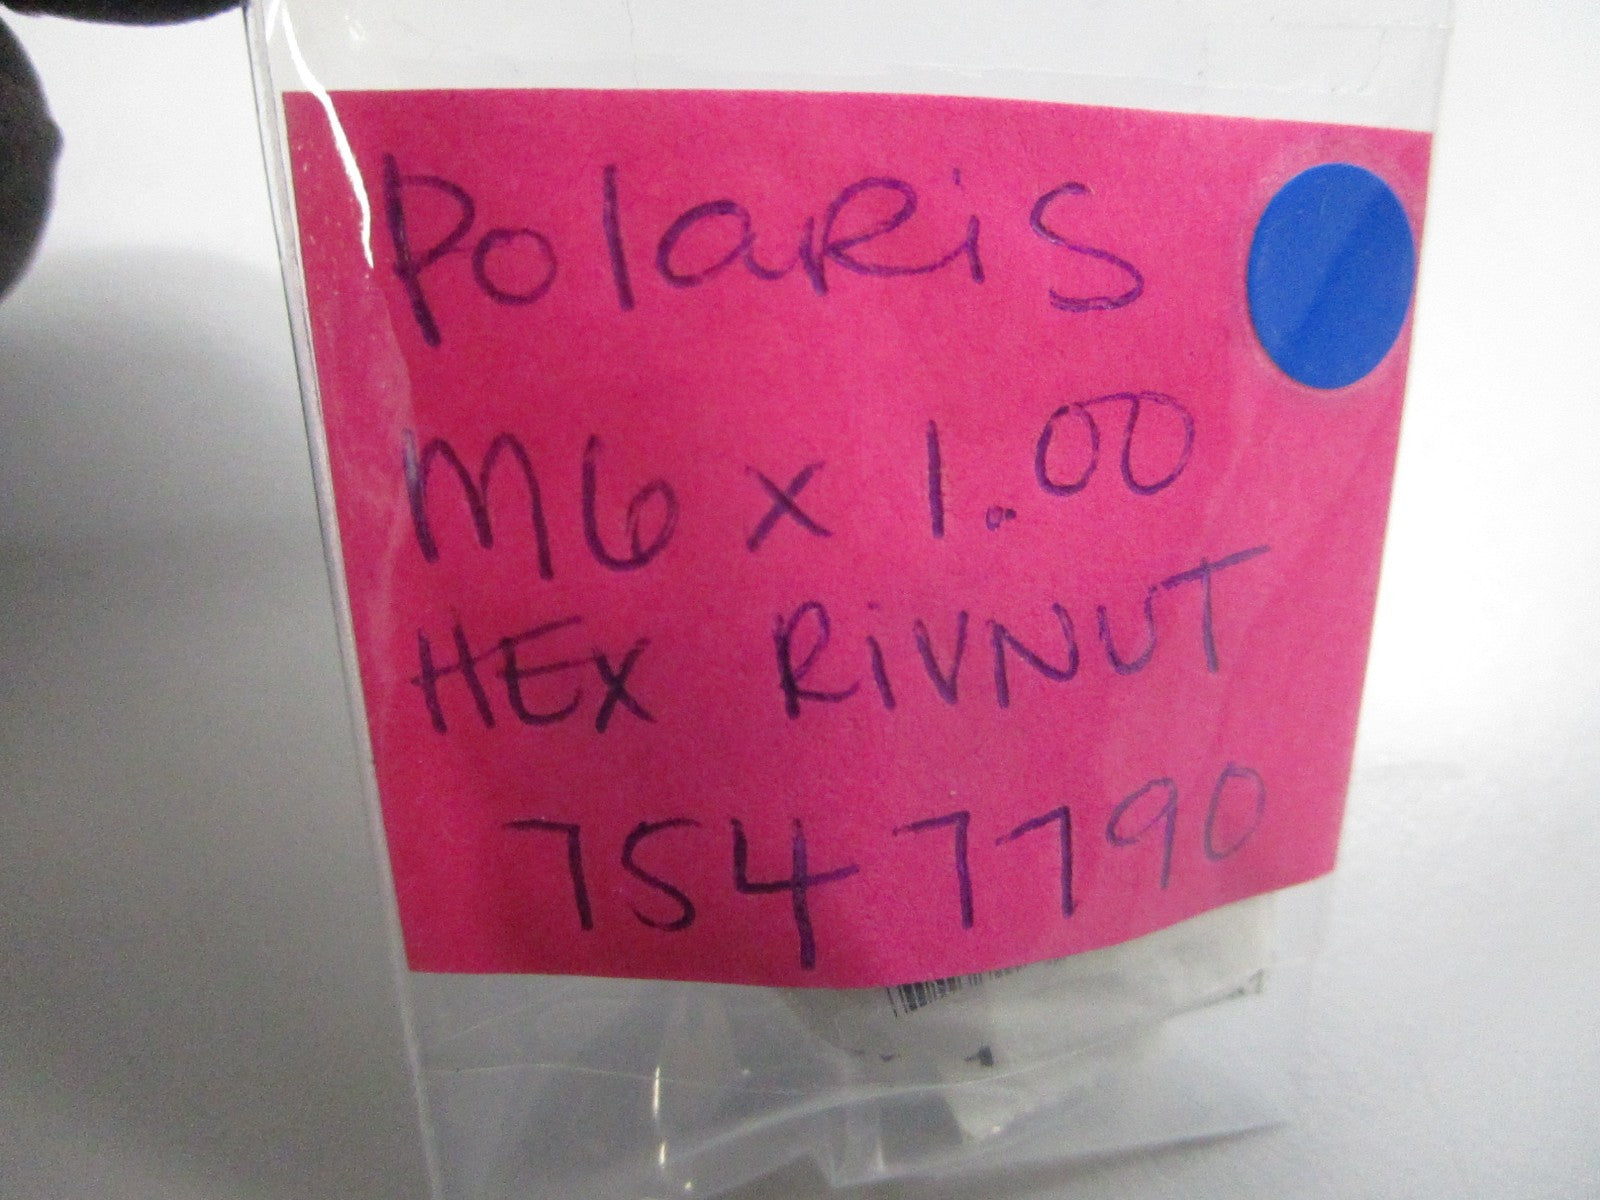 Polaris
M6 x 1.00
HEX RiVNUT
7547790